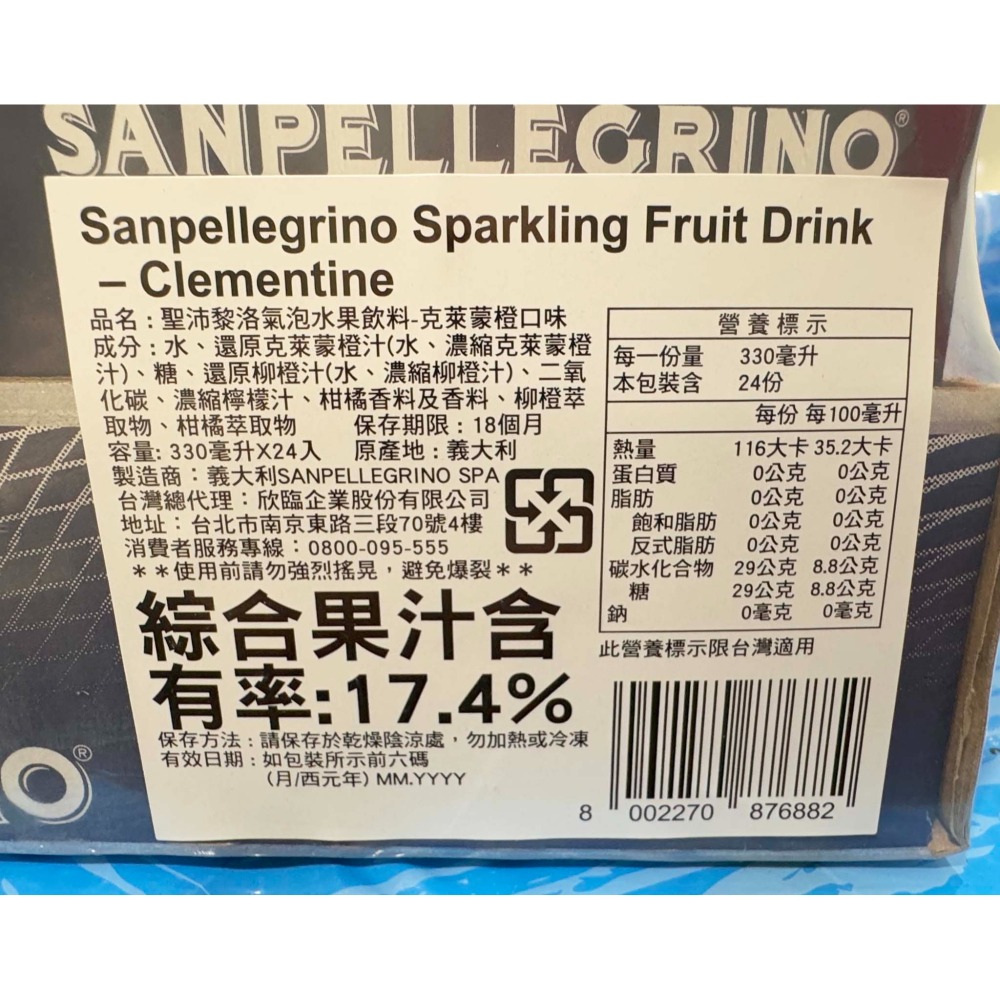 SANPELLEGRINO®
Sanpellegrino Sparkling Fruit Drink
– Clementine
品名：聖沛黎洛氣泡水果飲料-克萊蒙橙口味
成分：水、還原克萊蒙橙汁(水、濃縮克萊蒙橙
汁)、糖、還原柳橙汁(水、濃縮柳橙汁)、二氧
化碳、濃縮檸檬汁、柑橘香料及香料、柳橙萃
取物、柑橘萃取物 保存期限：18個月
容量: 330毫升X24入 原產地：義大利
製造商：義大利SANPELLEGRINO SPA
台灣總代理：欣臨企業股份有限公司
地址：台北市南京東路三段70號4樓
消費者服務專線：0800-095-555
＊＊使用前請勿強烈搖晃，避免爆裂＊＊
綜合果汁含
有率:17.4%
保存方法：請保存於乾燥陰涼處，勿加熱或冷凍
有效日期：如包裝所示前六碼
(月/西元年) MM.YYYY
營養標示
每一份量 330毫升
本包裝含 24份
每份 每100毫升
熱量 116大卡 35.2大卡
蛋白質 0公克 0公克
脂肪 0公克 0公克
飽和脂肪 0公克 0公克
反式脂肪 0公克 0公克
碳水化合物 29公克 8.8公克
糖 29公克 8.8公克
鈉 0毫克 0毫克
此營養標示限台灣適用
8 002270 876882
O®